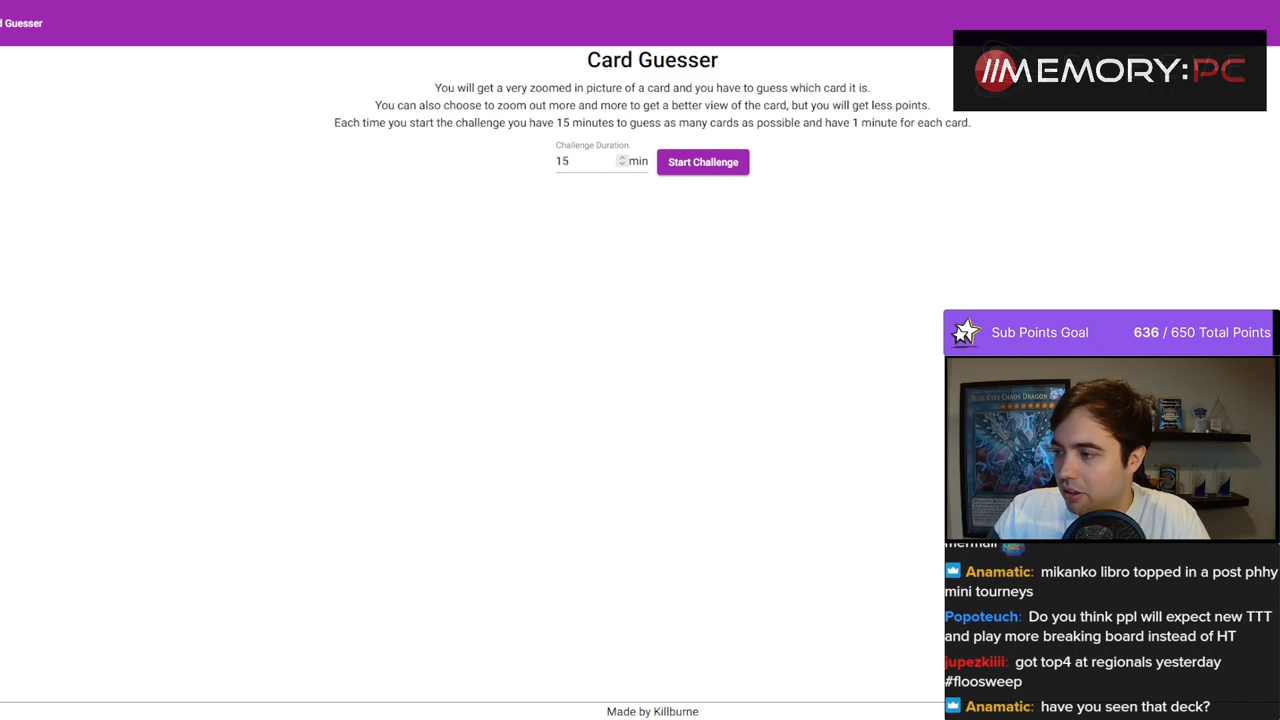 d Guesser
Card Guesser
You will get a very zoomed in picture of a card and you have to guess which card it is.
You can also choose to zoom out more and more to get a better view of the card, but you will get less points.
Each time you start the challenge you have 15 minutes to guess as many cards as possible and have 1 minute for each card.
Challenge Duration
15 min
Start Challenge
//MEMORY:PC
Sub Points Goal 636 / 650 Total Points
BLUE-EYES CHAOS DRAGON
mermail
Anamatic: mikanko libro topped in a post phhy
mini tourneys
Popoteuch: Do you think ppl will expect new TTT
and play more breaking board instead of HT
jupezkiiii: got top4 at regionals yesterday
#floosweep
Anamatic: have you seen that deck?
Made by Killburne